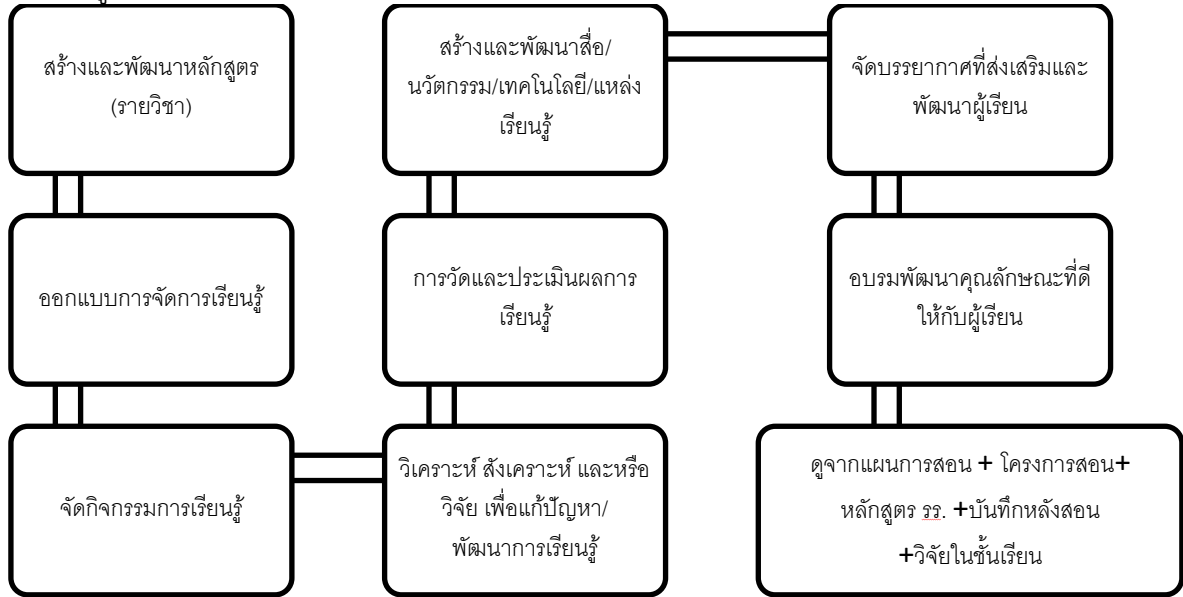 สร้างและพัฒนาหลักสูตร
(รายวิชา)
ออกแบบการจัดการเรียนรู้
จัดกิจกรรมการเรียนรู้
วิเคราะห์ สังเคราะห์ และหรือ
วิจัย เพื่อแก้ปัญหา/
พัฒนาการเรียนรู้
การวัดและประเมินผลการ
เรียนรู้
สร้างและพัฒนาสื่อ/
นวัตกรรม/เทคโนโลยี/แหล่ง
เรียนรู้
จัดบรรยากาศที่ส่งเสริมและ
พัฒนาผู้เรียน
อบรมพัฒนาคุณลักษณะที่ดี
ให้กับผู้เรียน
ดูจากแผนการสอน + โครงการสอน+
หลักสูตร รร. +บันทึกหลังสอน
+วิจัยในชั้นเรียน